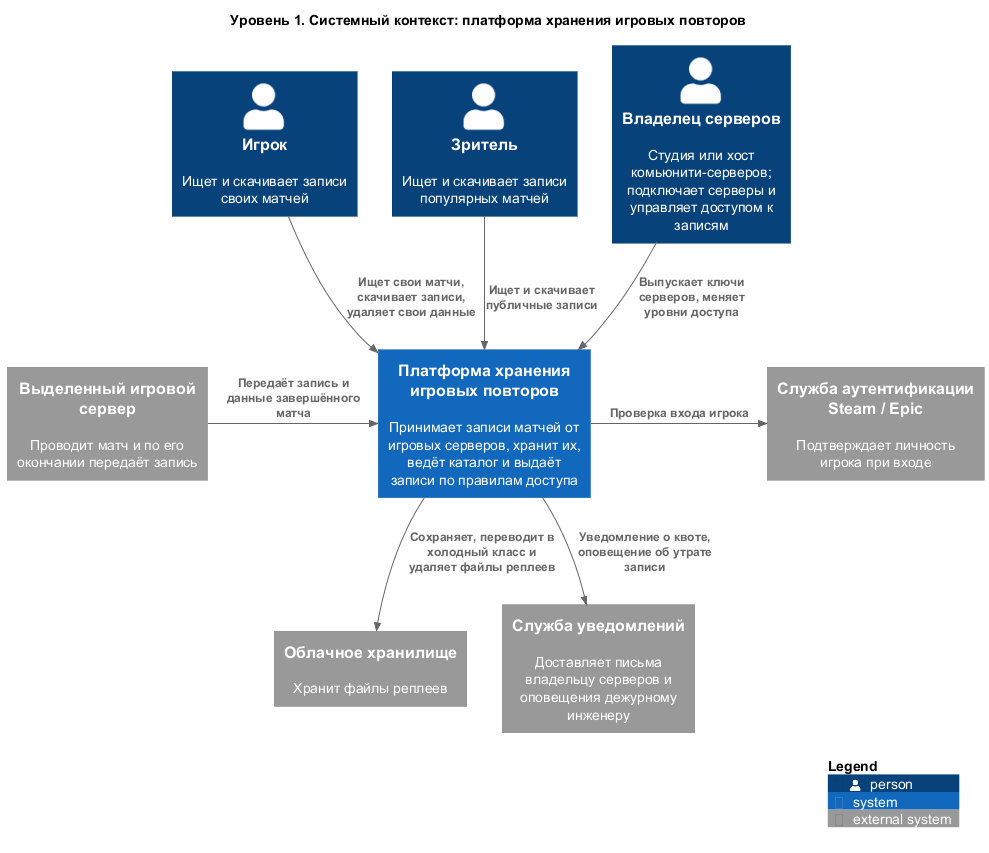 Уровень 1. Системный контекст: платформа хранения игровых повторов
Игрок
Ищет и скачивает записи
своих матчей
Зритель
Ищет и скачивает записи
популярных матчей
Владелец серверов
Студия или хост
комьюнити-серверов;
подключает серверы и
управляет доступом к
записям
Ищет свои матчи,
скачивает записи,
удаляет свои данные
Ищет и скачивает
публичные записи
Выпускает ключи
серверов, меняет
уровни доступа
Выделенный игровой
сервер
Проводит матч и по его
окончании передаёт запись
Передаёт запись и
данные завершённого
матча
Платформа хранения
игровых повторов
Принимает записи матчей от
игровых серверов, хранит их,
ведёт каталог и выдаёт
записи по правилам доступа
Проверка входа игрока
Служба аутентификации
Steam / Epic
Подтверждает личность
игрока при входе
Сохраняет, переводит в
холодный класс и
удаляет файлы реплеев
Уведомление о квоте,
оповещение об утрате
записи
Облачное хранилище
Хранит файлы реплеев
Служба уведомлений
Доставляет письма
владельцу серверов и
оповещения дежурному
инженеру
Legend
person
system
external system